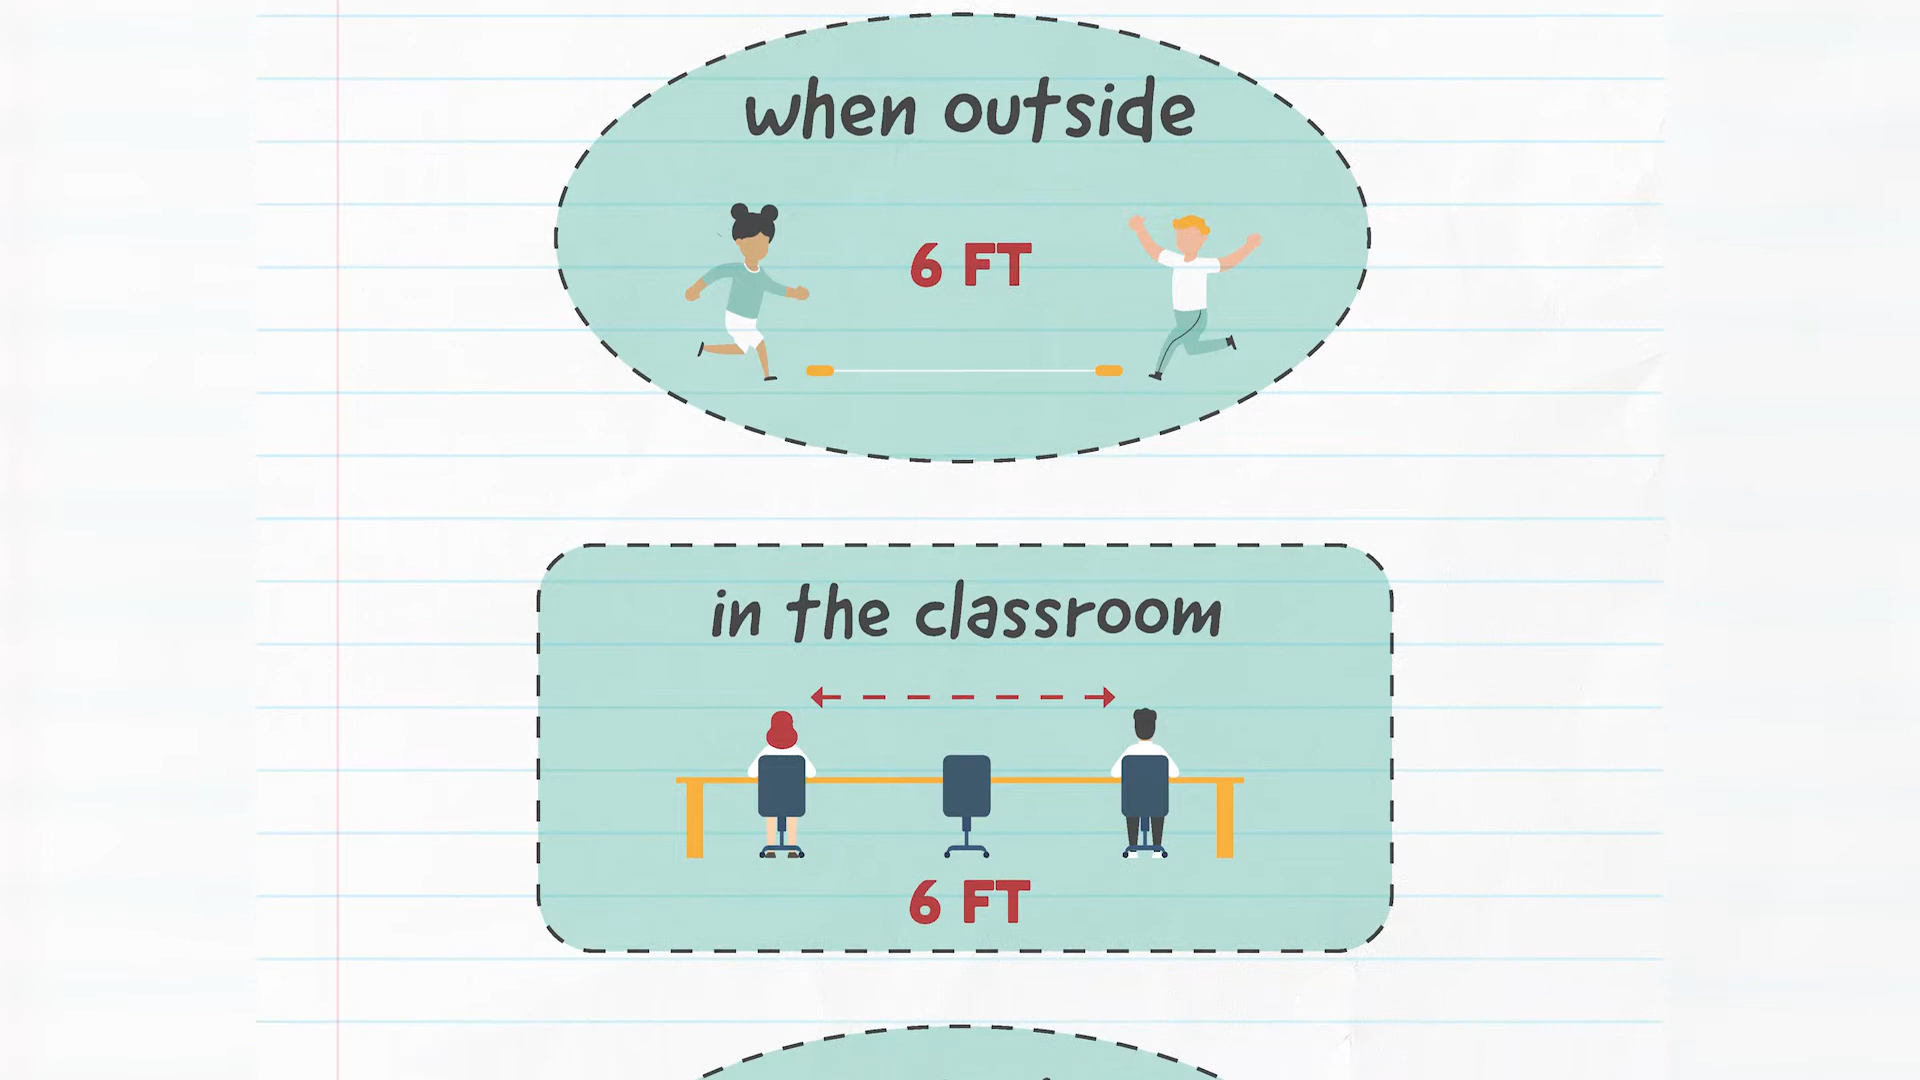 when outside
6 FT
in the classroom
6 FT